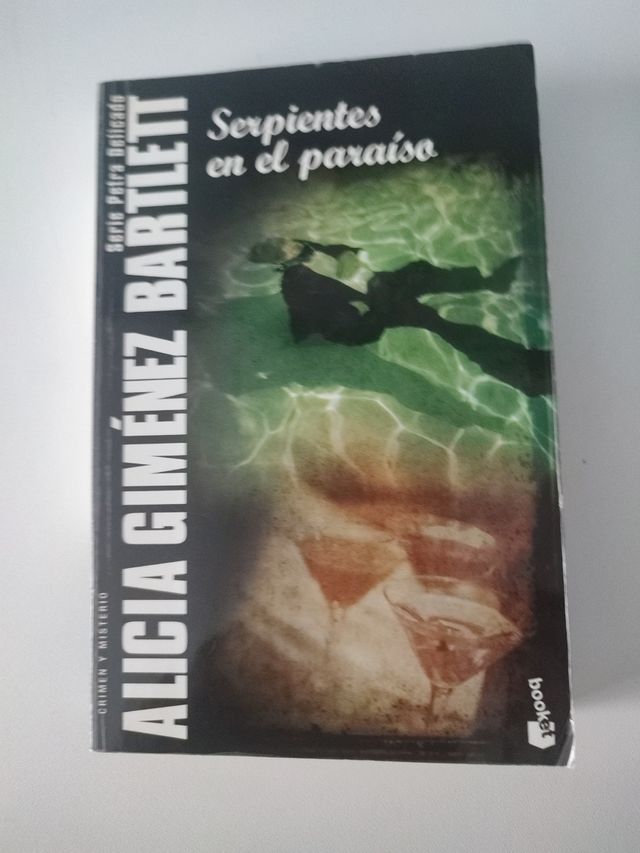 Serpientes
en el paraíso
Serie Petra Delicado
ALICIA GIMÉNEZ BARTLETT
CRIMEN Y MISTERIO
booket